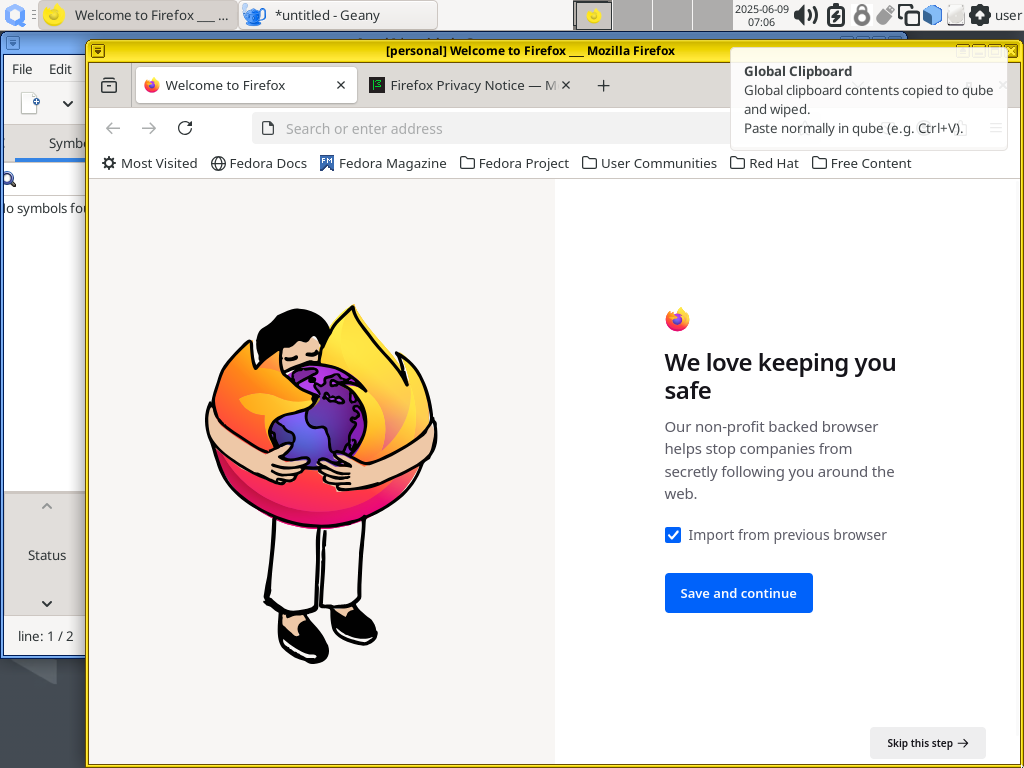 Welcome to Firefox ___ ...
*untitled - Geany
2025-06-09
07:06
user
[personal] Welcome to Firefox ___ Mozilla Firefox
File
Edit
Welcome to Firefox
Firefox Privacy Notice — M
Global Clipboard
Global clipboard contents copied to qube
and wiped.
Paste normally in qube (e.g. Ctrl+V).
Search or enter address
Most Visited
Fedora Docs
FM
Fedora Magazine
Fedora Project
User Communities
Red Hat
Free Content
Symbo
No symbols fou
We love keeping you
safe
Our non-profit backed browser
helps stop companies from
secretly following you around the
web.
Import from previous browser
Save and continue
Status
line: 1 / 2
Skip this step